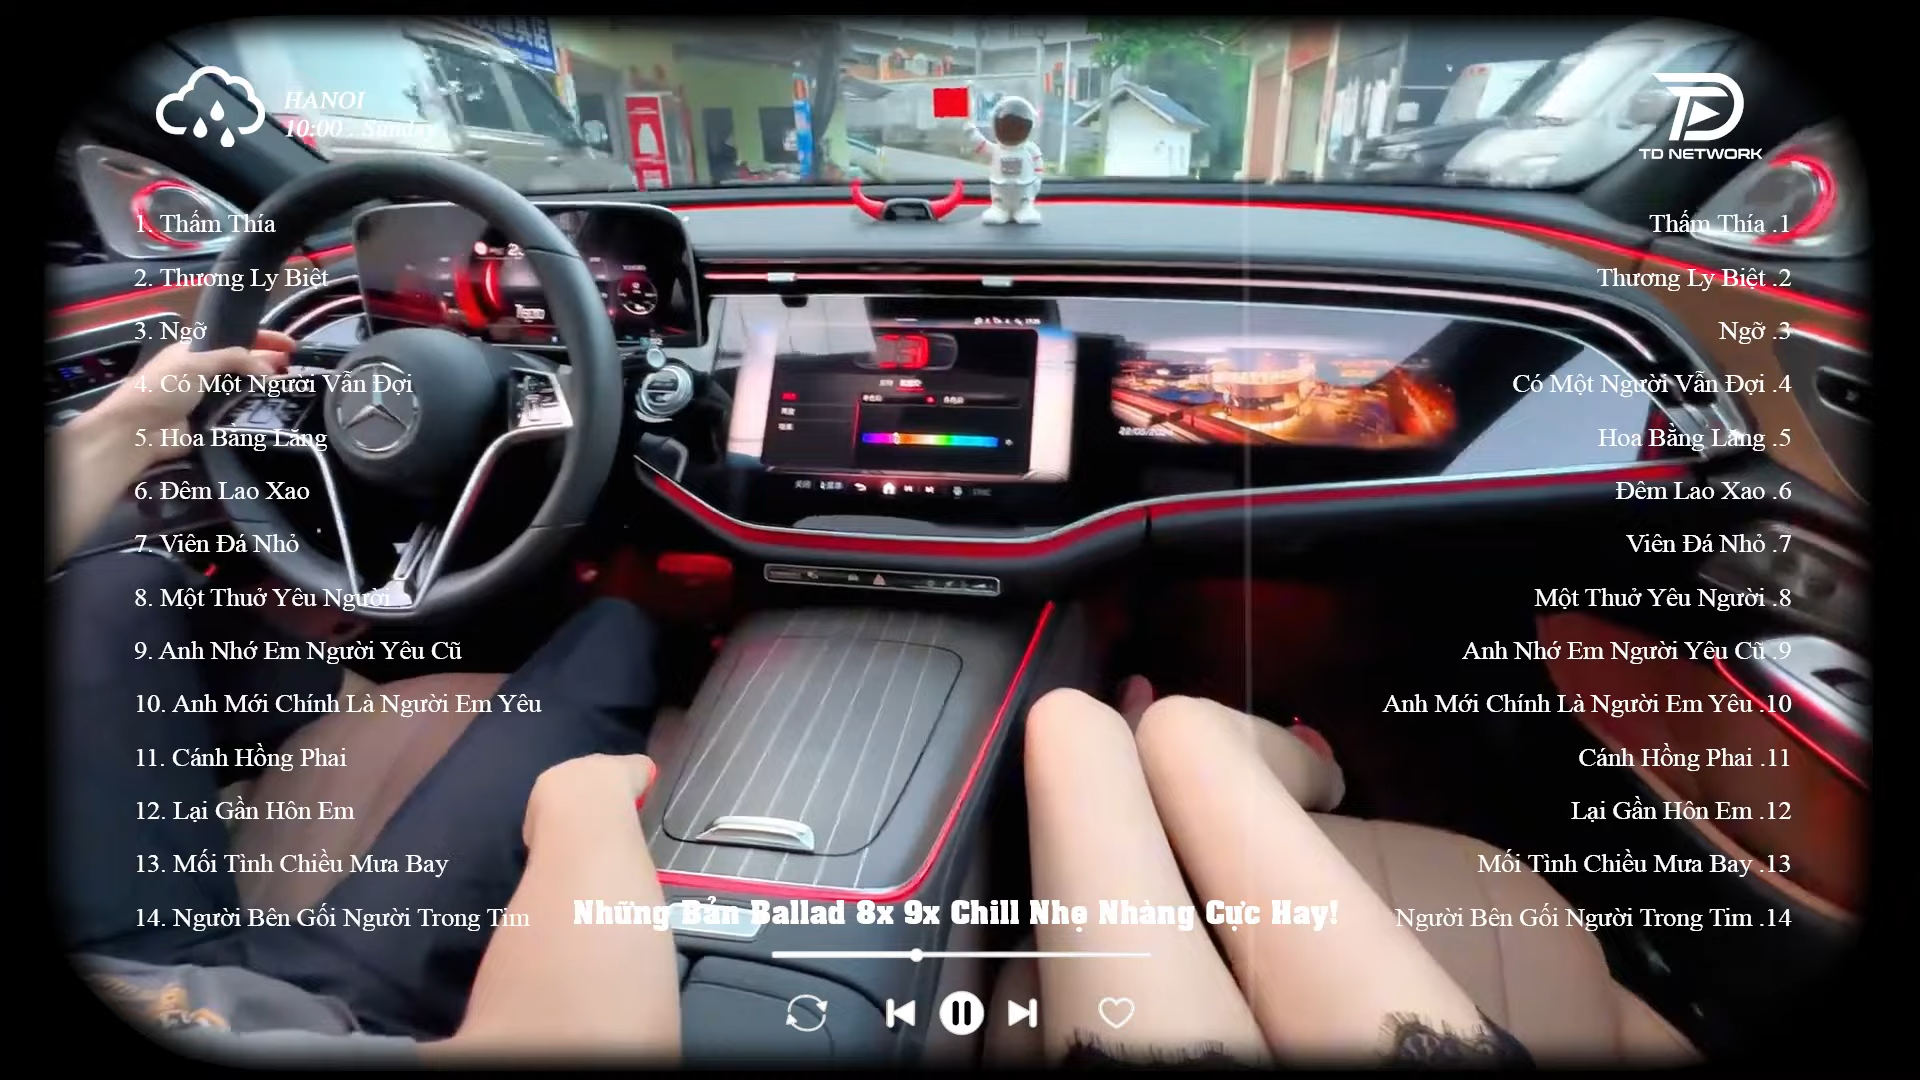 HANOI
10:00 . Sunday
TD NETWORK
1. Thấm Thía
2. Thương Ly Biệt
3. Ngỡ
4. Có Một Người Vẫn Đợi
5. Hoa Bằng Lăng
6. Đêm Lao Xao
7. Viên Đá Nhỏ
8. Một Thuở Yêu Người
9. Anh Nhớ Em Người Yêu Cũ
10. Anh Mới Chính Là Người Em Yêu
11. Cánh Hồng Phai
12. Lại Gần Hôn Em
13. Mối Tình Chiều Mưa Bay
14. Người Bên Gối Người Trong Tim
Thấm Thía .1
Thương Ly Biệt .2
Ngỡ .3
Có Một Người Vẫn Đợi .4
Hoa Bằng Lăng .5
Đêm Lao Xao .6
Viên Đá Nhỏ .7
Một Thuở Yêu Người .8
Anh Nhớ Em Người Yêu Cũ .9
Anh Mới Chính Là Người Em Yêu .10
Cánh Hồng Phai .11
Lại Gần Hôn Em .12
Mối Tình Chiều Mưa Bay .13
Người Bên Gối Người Trong Tim .14
Những Bản Ballad 8x 9x Chill Nhẹ Nhàng Cực Hay!